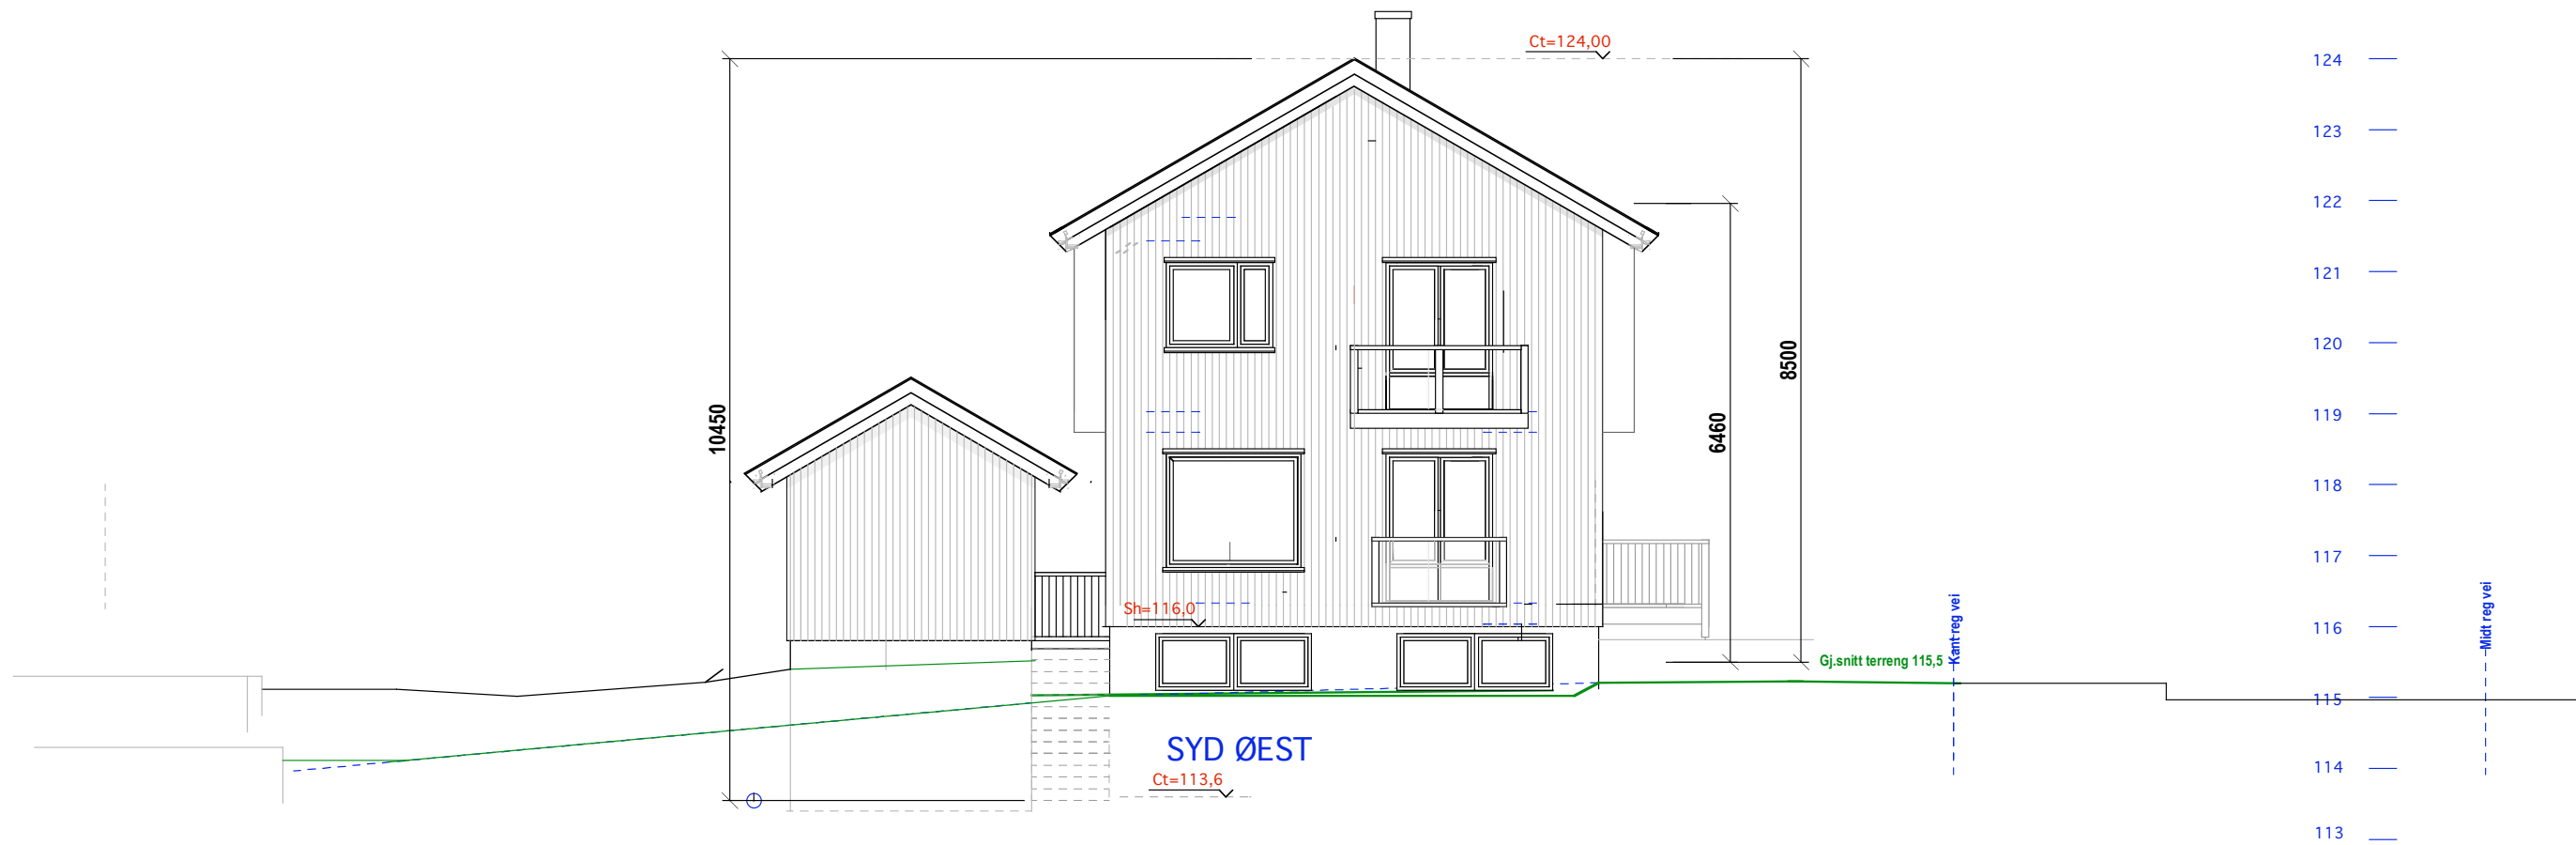 Ct=124,00
124
123
122
121
120
119
118
117
116
115
114
113
10450
8500
6460
Sh=116,0
Gj.snitt terreng 115,5
Kant reg vei
Midt reg vei
SYD ØEST
Ct=113,6